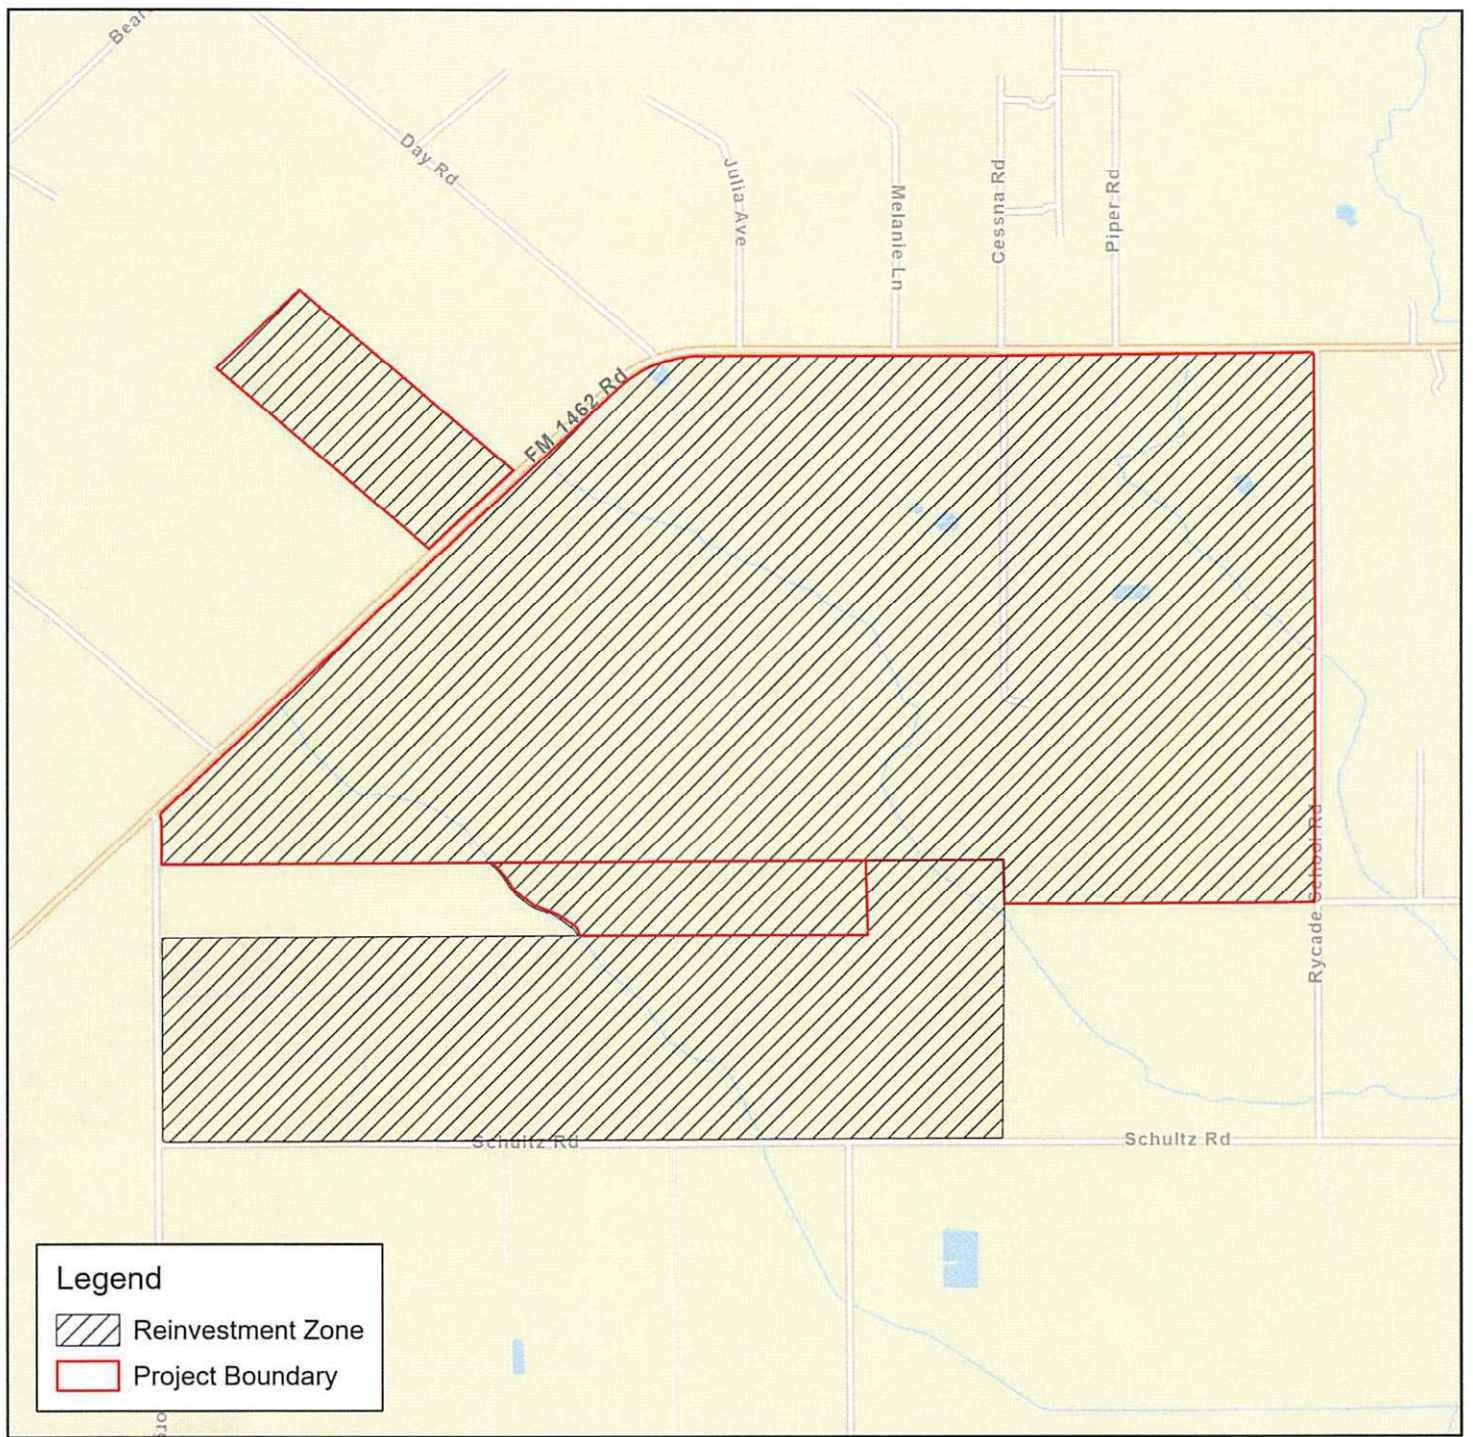 Day Rd
Julia Ave
Melanie Ln
Cessna Rd
Piper Rd
FM 1462 Rd
Rycade School Rd
Schultz Rd
Schultz Rd
Legend
Reinvestment Zone
Project Boundary